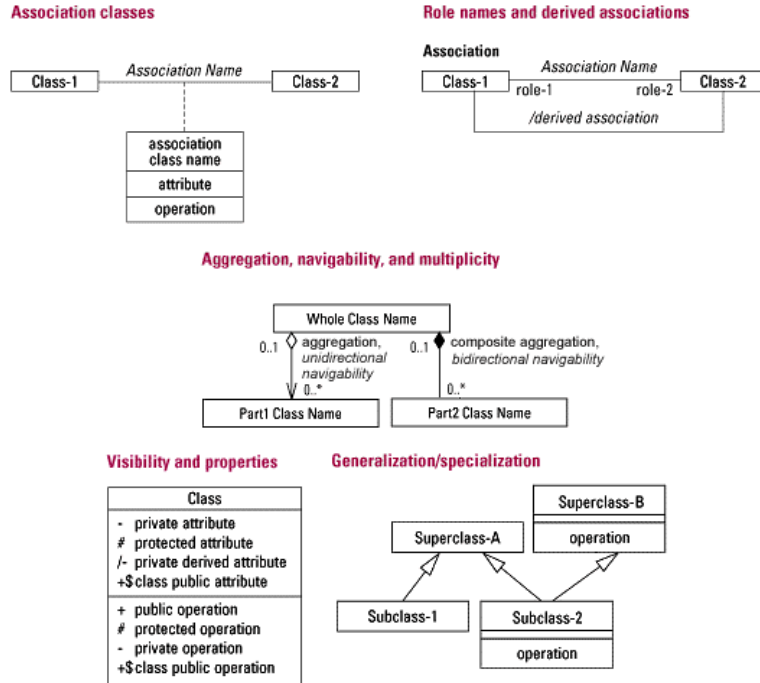 Association classes
Class-1
Association Name
Class-2
association
class name
attribute
operation
Role names and derived associations
Association
Class-1
Association Name
Class-2
role-1
role-2
/derived association
Aggregation, navigability, and multiplicity
Whole Class Name
0..1
aggregation,
unidirectional
navigability
0..*
Part1 Class Name
0..1
composite aggregation,
bidirectional navigability
0..*
Part2 Class Name
Visibility and properties
Class
- private attribute
# protected attribute
/- private derived attribute
+$ class public attribute
+ public operation
# protected operation
- private operation
+$ class public operation
Generalization/specialization
Superclass-A
Superclass-B
operation
Subclass-1
Subclass-2
operation